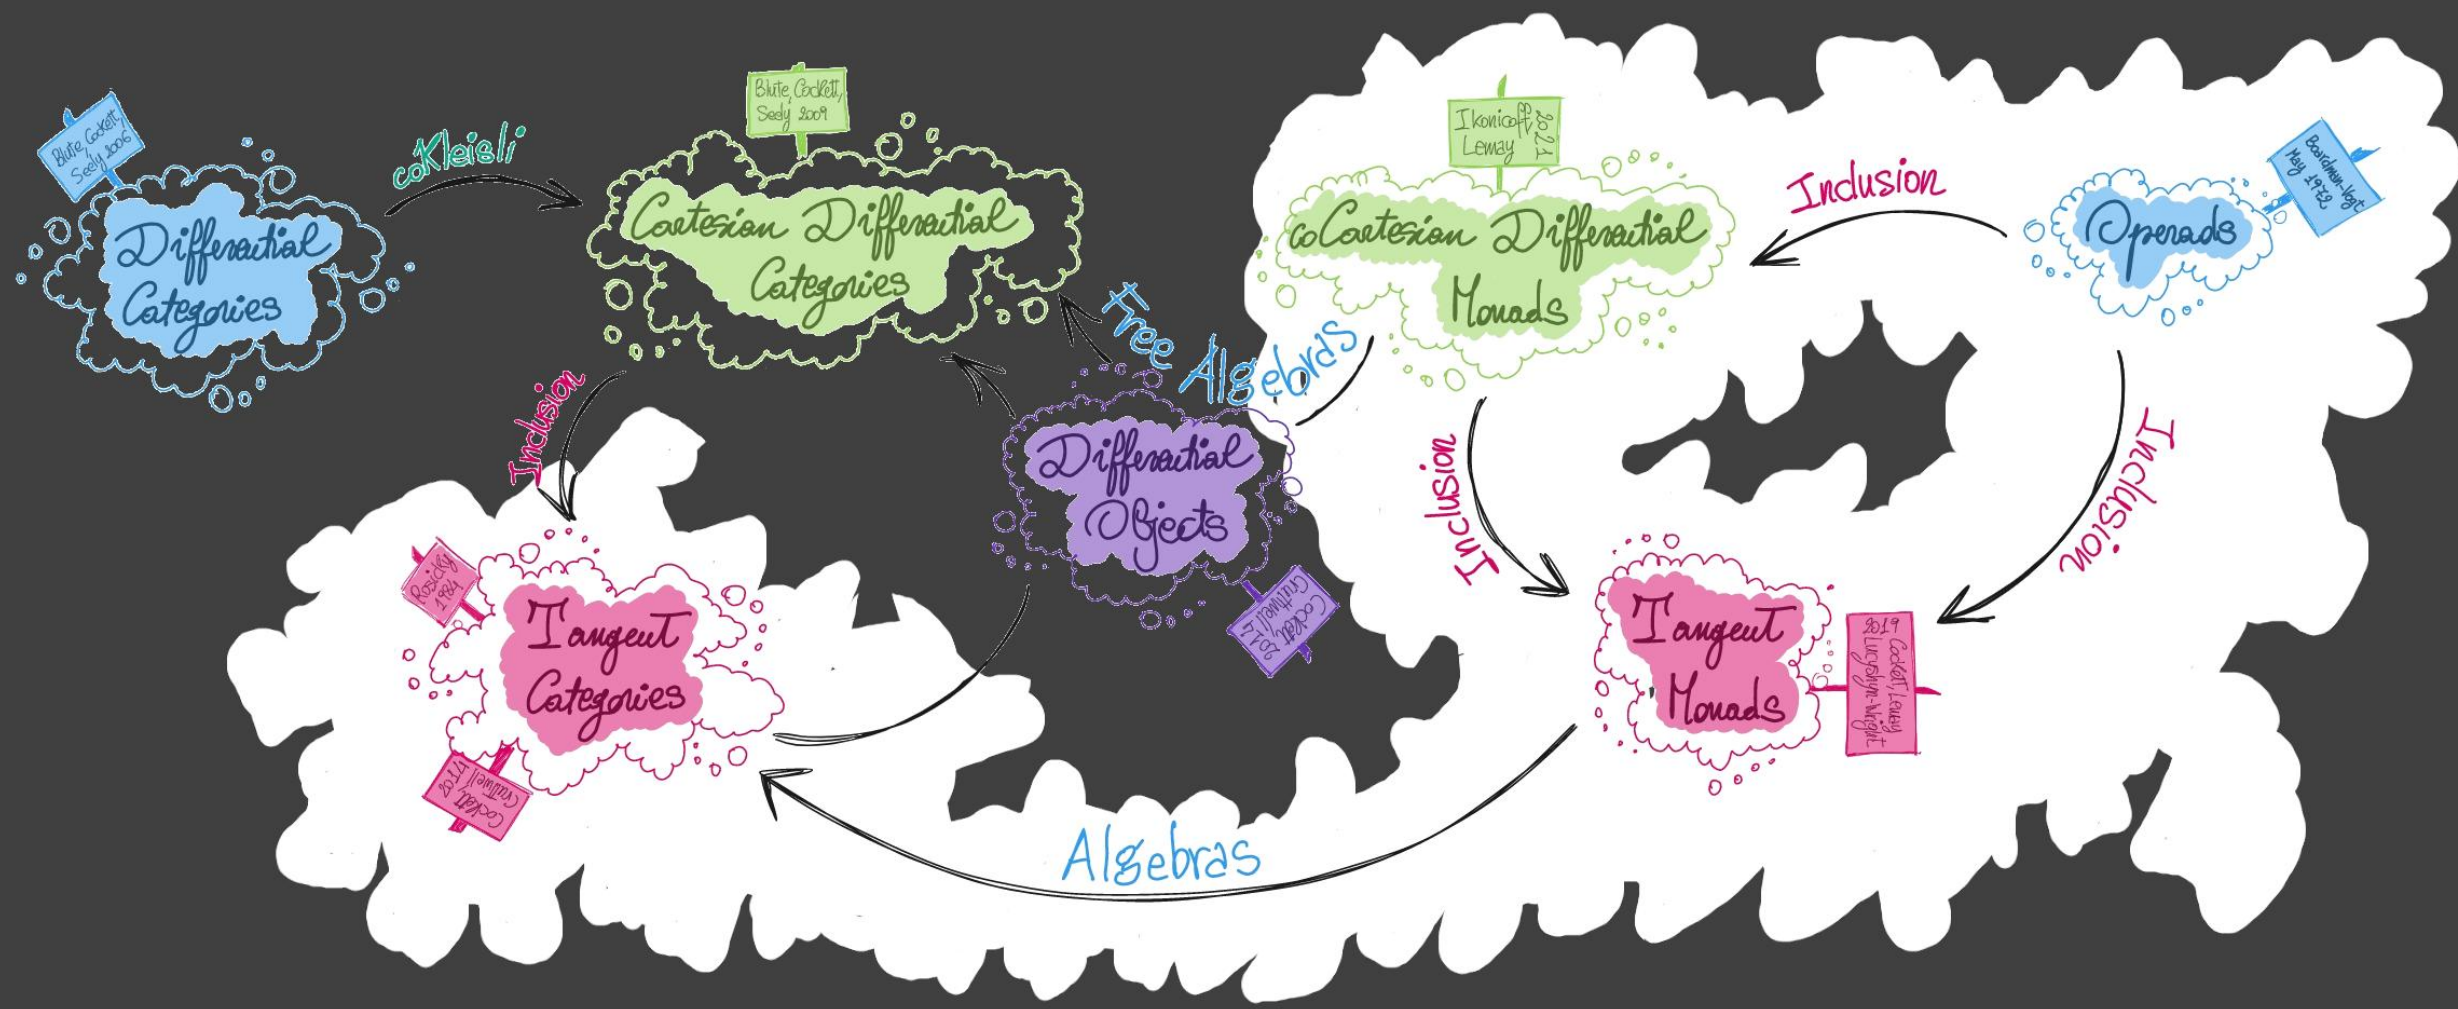 Blute, Cockett,
Seely 2006
Differential
Categories
coKleisli
Blute, Cockett,
Seely 2009
Cartesian Differential
Categories
Inclusion
Free Algebras
Differential
Objects
Cockett,
Cruttwell
2014
Ikonicoff
Lemay
2021
coCartesian Differential
Monads
Inclusion
Boardman-Vogt
May 1972
Operads
Inclusion
Inclusion
Rosický
1984
Tangent
Categories
Cockett,
Cruttwell
2014
Tangent
Monads
2019 Cockett, Lemay
Lucyshyn-Wright
Algebras